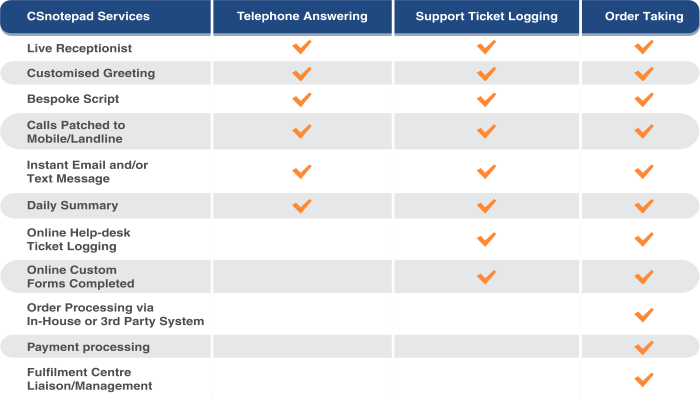 CSnotepad Services Telephone Answering Support Ticket Logging Order Taking
Live Receptionist
Customised Greeting
Bespoke Script
Calls Patched to
Mobile/Landline
Instant Email and/or
Text Message
Daily Summary
Online Help-desk
Ticket Logging
Online Custom
Forms Completed
Order Processing via
In-House or 3rd Party System
Payment processing
Fulfilment Centre
Liaison/Management